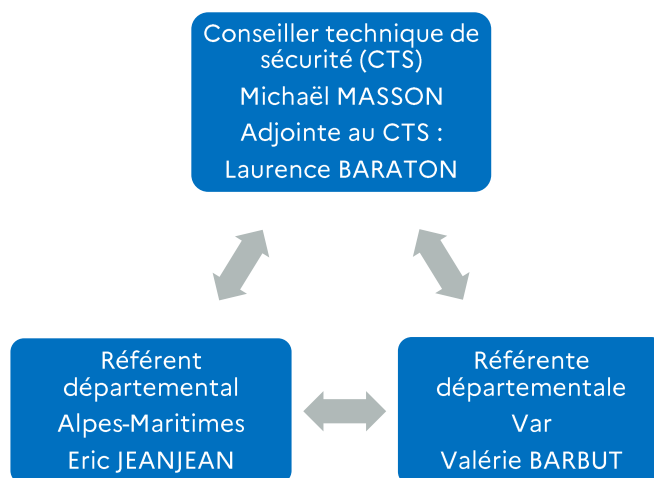 Conseiller technique de
sécurité (CTS)
Michaël MASSON
Adjointe au CTS :
Laurence BARATON
Référent
départemental
Alpes-Maritimes
Eric JEANJEAN
Référente
départementale
Var
Valérie BARBUT